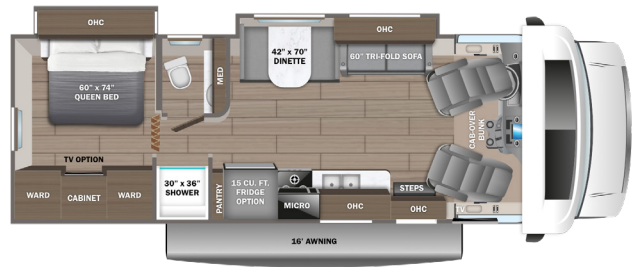 OHC
60" x 74"
QUEEN BED
MED
42" x 70"
DINETTE
OHC
60" TRI-FOLD SOFA
CAB-OVER
BUNK
TV OPTION
WARD
CABINET
WARD
30" x 36"
SHOWER
PANTRY
15 CU. FT.
FRIDGE
OPTION
MICRO
OHC
STEPS
OHC
TV
16' AWNING